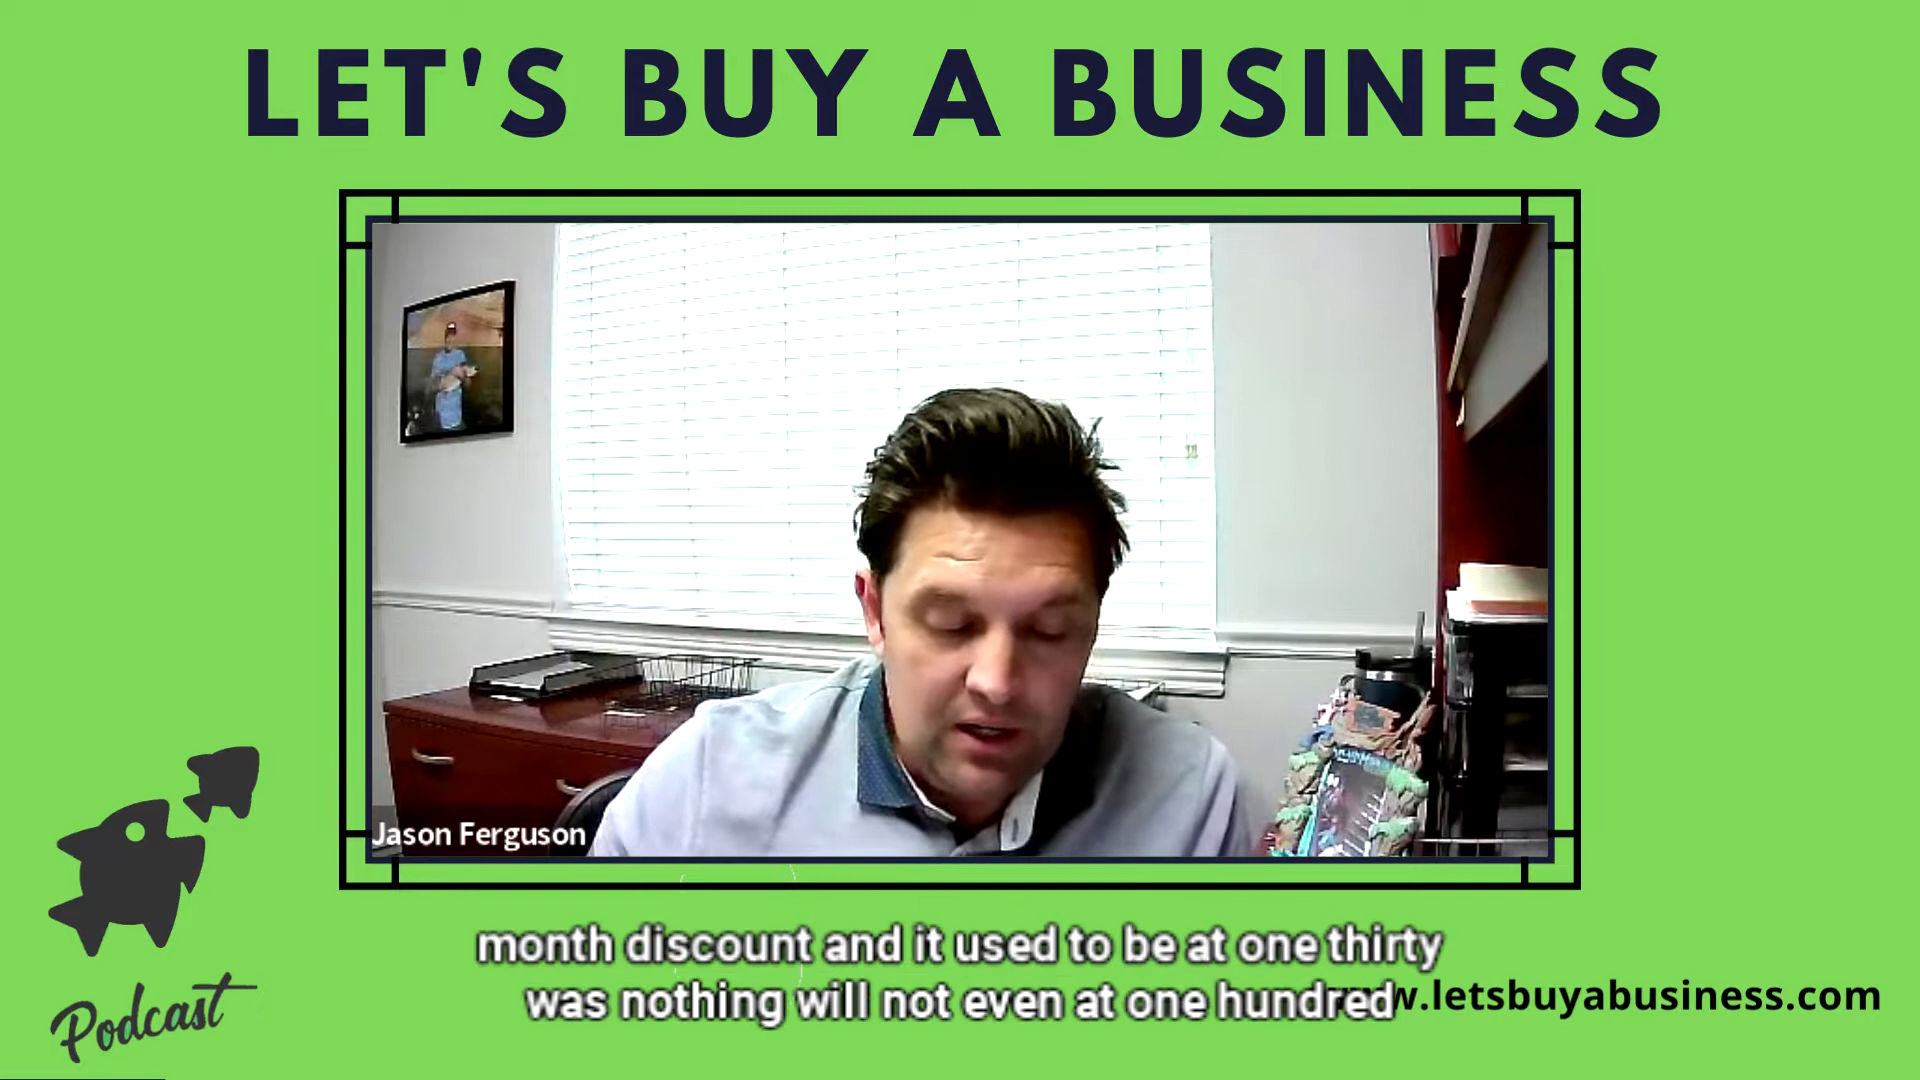 LET'S BUY A BUSINESS
Jason Ferguson
month discount and it used to be at one thirty
was nothing will not even at one hundred
w.letsbuyabusiness.com
Podcast